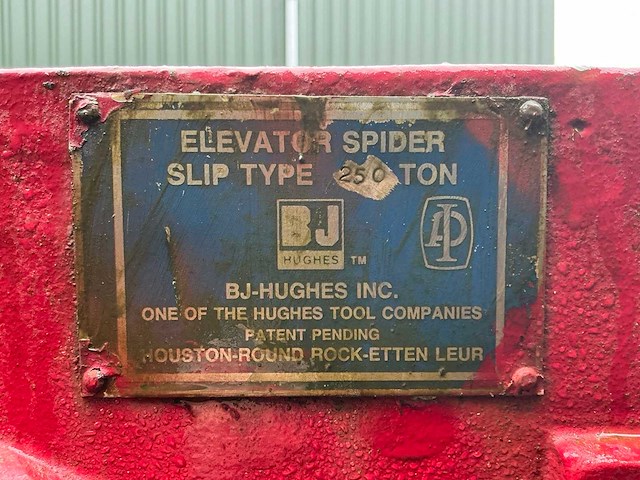 ELEVATOR SPIDER
SLIP TYPE 250 TON
BJ
HUGHES TM
API
BJ-HUGHES INC.
ONE OF THE HUGHES TOOL COMPANIES
PATENT PENDING
HOUSTON-ROUND ROCK-ETTEN LEUR